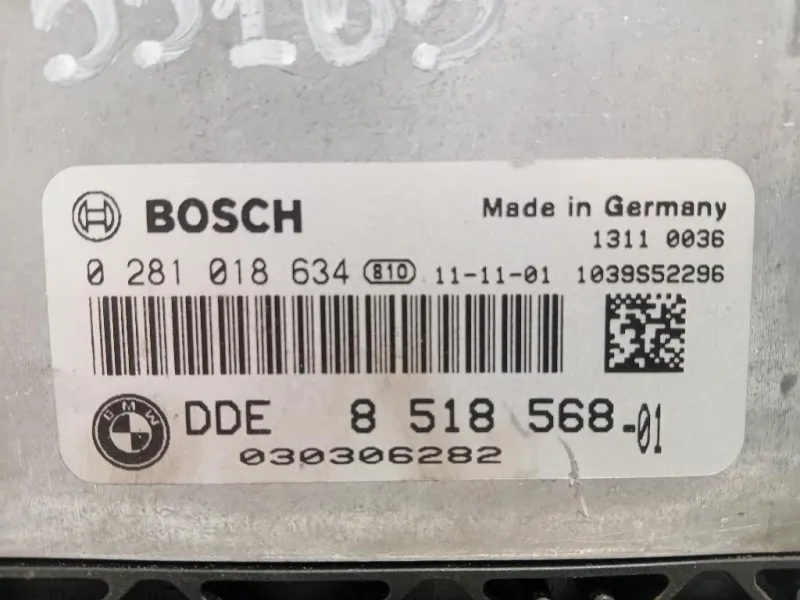 BOSCH Made in Germany
1311 0036
0 281 018 634 810 11-11-01 1039S52296
BMW DDE 8 518 568-01
030306282